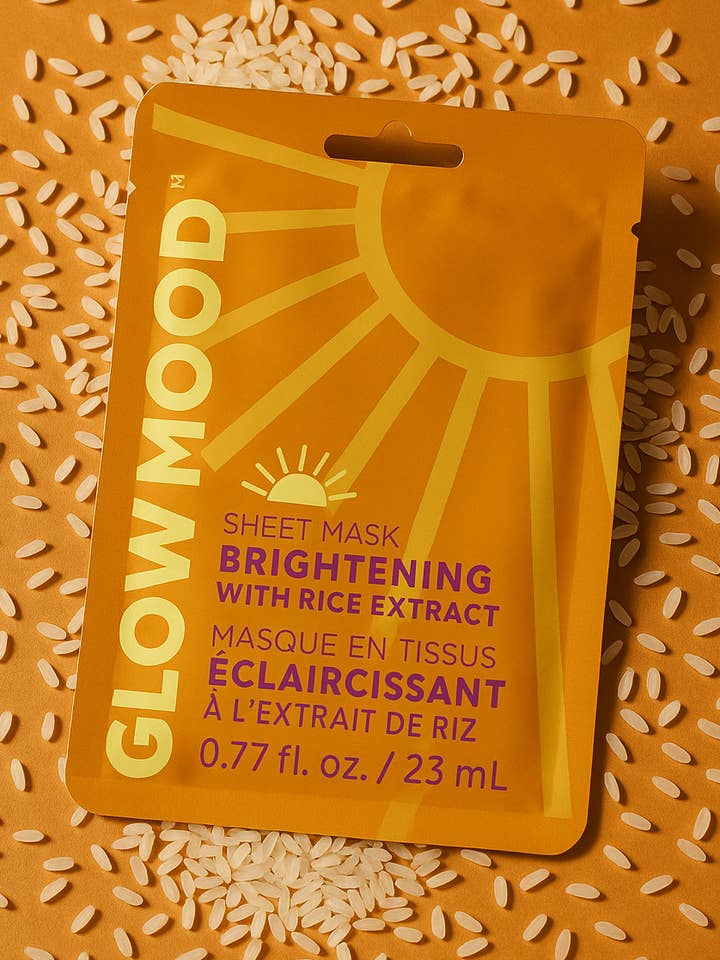 GLOW MOOD
SHEET MASK
BRIGHTENING
WITH RICE EXTRACT
MASQUE EN TISSUS
ÉCLAIRCISSANT
À L'EXTRAIT DE RIZ
0.77 fl. oz. / 23 mL